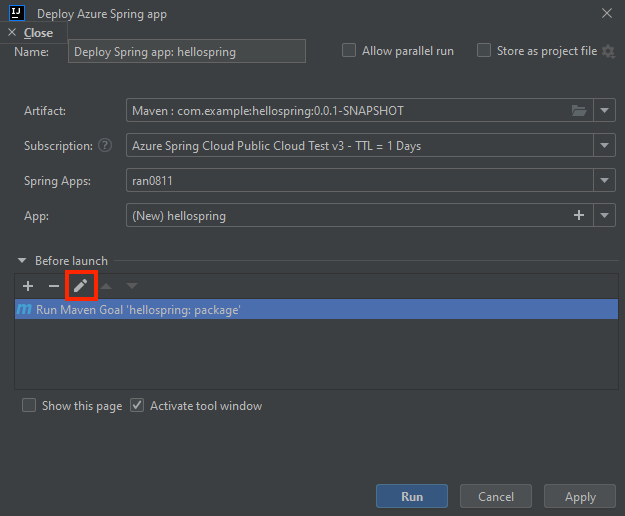 IJ Deploy Azure Spring app
Close
Name: Deploy Spring app: hellospring Allow parallel run Store as project file
Artifact: Maven : com.example:hellospring:0.0.1-SNAPSHOT
Subscription: ? Azure Spring Cloud Public Cloud Test v3 - TTL = 1 Days
Spring Apps: ran0811
App: (New) hellospring
Before launch
m Run Maven Goal 'hellospring: package'
Show this page Activate tool window
Run Cancel Apply